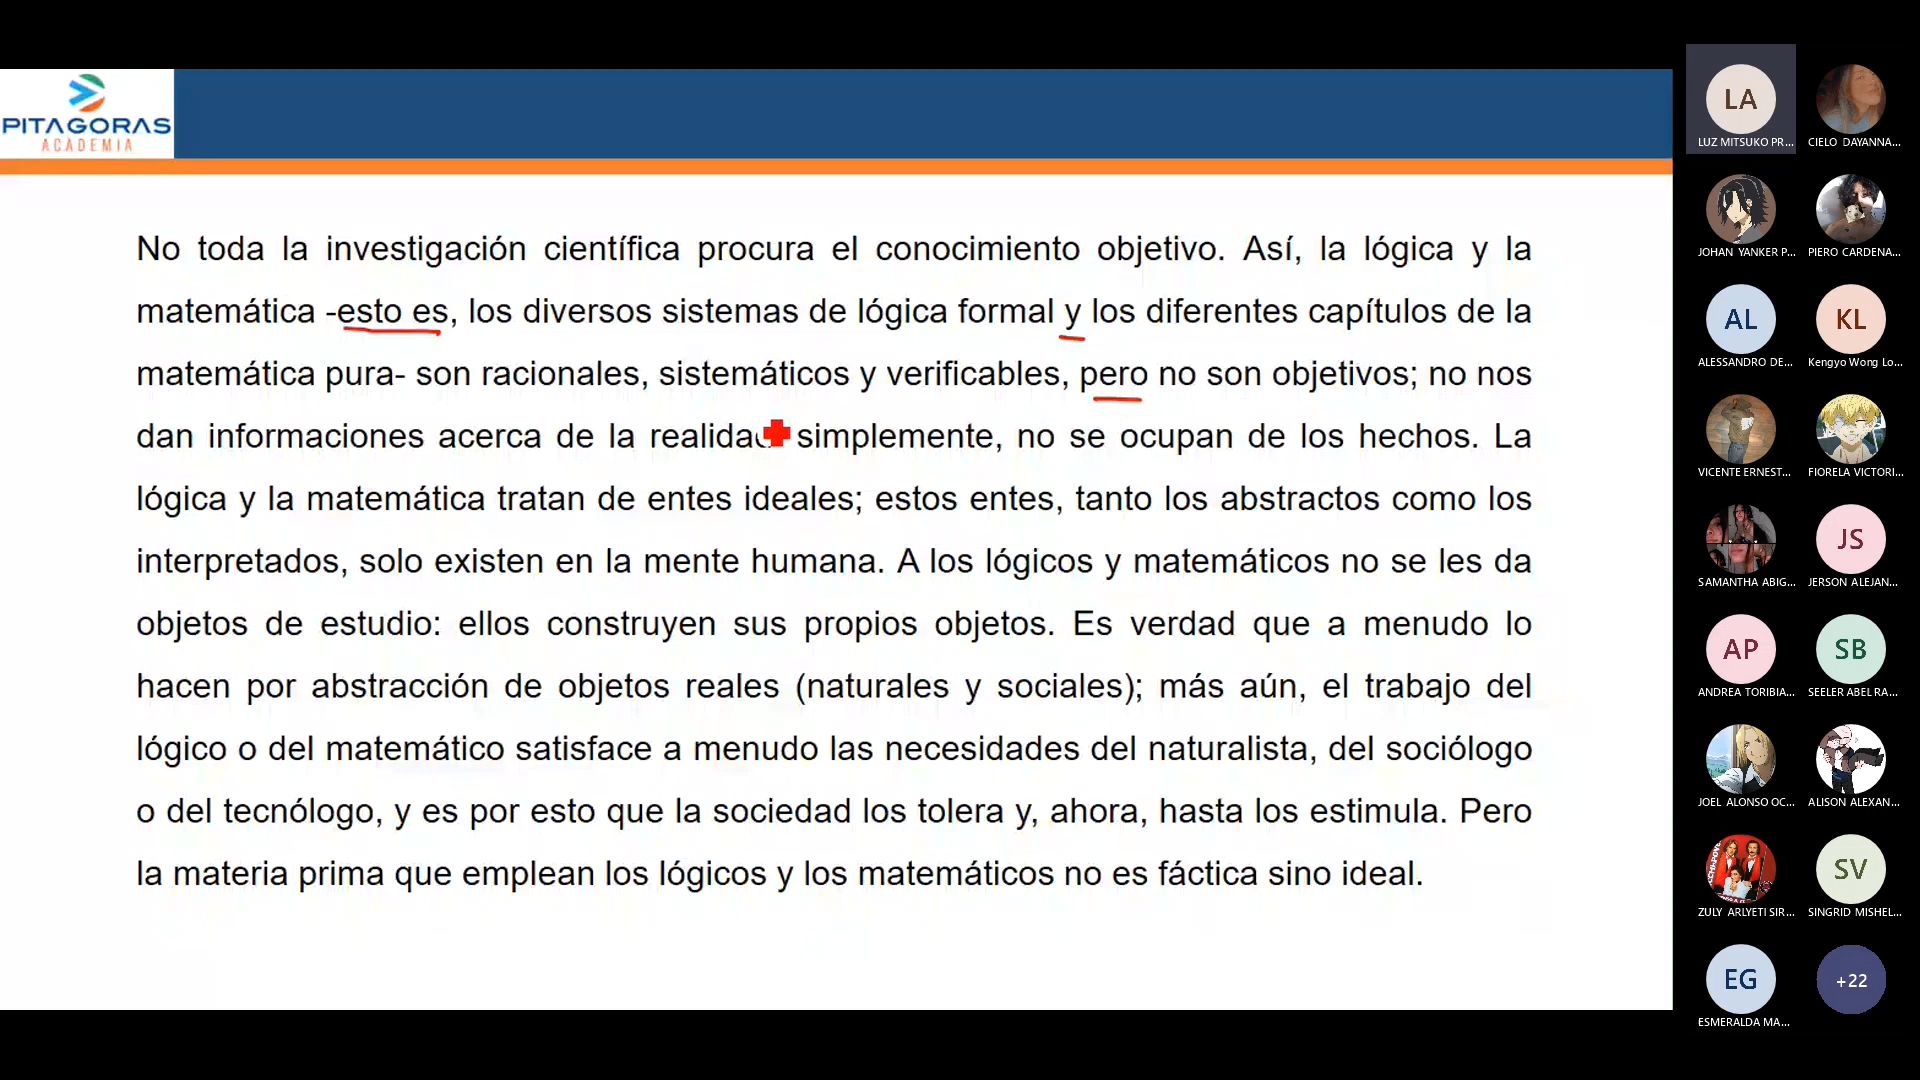 PITAGORAS
ACADEMIA
No toda la investigación científica procura el conocimiento objetivo. Así, la lógica y la
matemática -esto es, los diversos sistemas de lógica formal y los diferentes capítulos de la
matemática pura- son racionales, sistemáticos y verificables, pero no son objetivos; no nos
dan informaciones acerca de la simplemente, no se ocupan de los hechos. La
lógica y la matemática tratan de entes ideales; estos entes, tanto los abstractos como los
interpretados, solo existen en la mente humana. A los lógicos y matemáticos no se les da
objetos de estudio: ellos construyen sus propios objetos. Es verdad que a menudo lo
hacen por abstracción de objetos reales (naturales y sociales); más aún, el trabajo del
lógico o del matemático satisface a menudo las necesidades del naturalista, del sociólogo
o del tecnólogo, y es por esto que la sociedad los tolera y, ahora, hasta los estimula. Pero
la materia prima que emplean los lógicos y los matemáticos no es fáctica sino ideal.
LA
LUZ MITSUKO PR...
CIELO DAYANNA...
JOHAN YANKER P...
PIERO CARDENA...
AL
ALESSANDRO DE...
KL
Kengyo Wong Lo...
VICENTE ERNEST...
FIORELA VICTORI...
SAMANTHA ABIG...
JS
JERSON ALEJAN...
AP
ANDREA TORIBIA...
SB
SEELER ABEL RA...
JOEL ALONSO OC...
ALISON ALEXAN...
ZULY ARLYETI SIR...
SV
SINGRID MISHEL...
EG
ESMERALDA MA...
+22